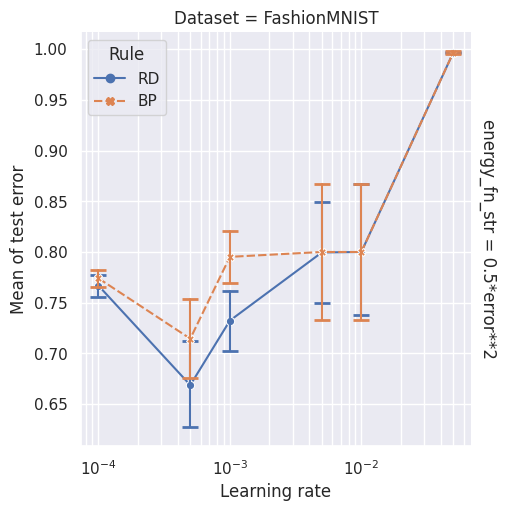 Dataset = FashionMNIST
Rule
RD
BP
1.00
0.95
0.90
0.85
0.80
0.75
0.70
0.65
Mean of test error
energy_fn_str = 0.5*error**2
10⁻⁴
10⁻³
10⁻²
Learning rate